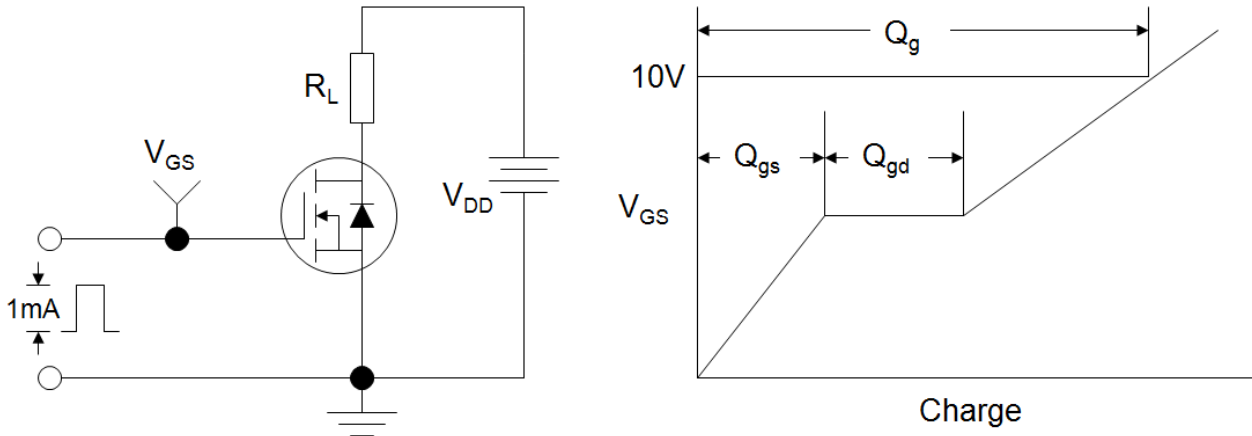 R_L
V_GS
V_DD
1mA
Q_g
10V
Q_gs
Q_gd
V_GS
Charge